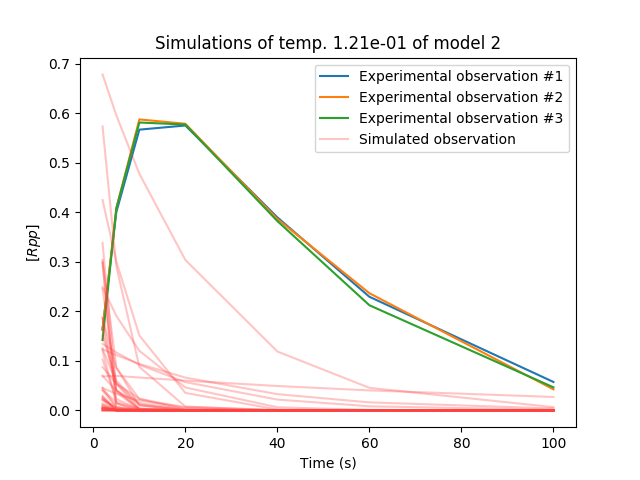 Simulations of temp. 1.21e-01 of model 2
Experimental observation #1
Experimental observation #2
Experimental observation #3
Simulated observation
[Rpp]
0.7
0.6
0.5
0.4
0.3
0.2
0.1
0.0
0 20 40 60 80 100
Time (s)